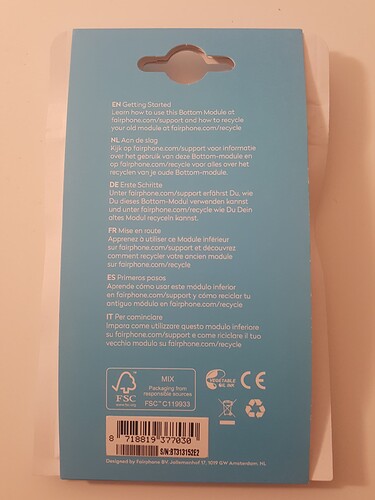 EN Getting Started
Learn how to use this Bottom Module at
fairphone.com/support and how to recycle
your old module at fairphone.com/recycle
NL Aan de slag
Kijk op fairphone.com/support voor informatie
over het gebruik van deze Bottom-module en
op fairphone.com/recycle voor alles over het
recyclen van je oude Bottom-module.
DE Erste Schritte
Unter fairphone.com/support erfährst Du, wie
Du dieses Bottom-Modul verwenden kannst
und unter fairphone.com/recycle wie Du Dein
altes Modul recyceln kannst.
FR Mise en route
Apprenez à utiliser ce Module inférieur
sur fairphone.com/support et découvrez
comment recycler votre ancien module
sur fairphone.com/recycle
ES Primeros pasos
Aprende cómo usar este módulo inferior
en fairphone.com/support y cómo reciclar tu
antiguo módulo en fairphone.com/recycle
IT Per cominciare
Impara come utilizzare questo modulo inferiore
su fairphone.com/support e come riciclare il tuo
vecchio modulo su fairphone.com/recycle
FSC
www.fsc.org
MIX
Packaging from
responsible sources
FSC™ C119933
VEGETABLE
OIL INK
CE
8 718819 377030
S/N:BT313152E2
Designed by Fairphone BV. Jollemanhof 17, 1019 GW Amsterdam. NL